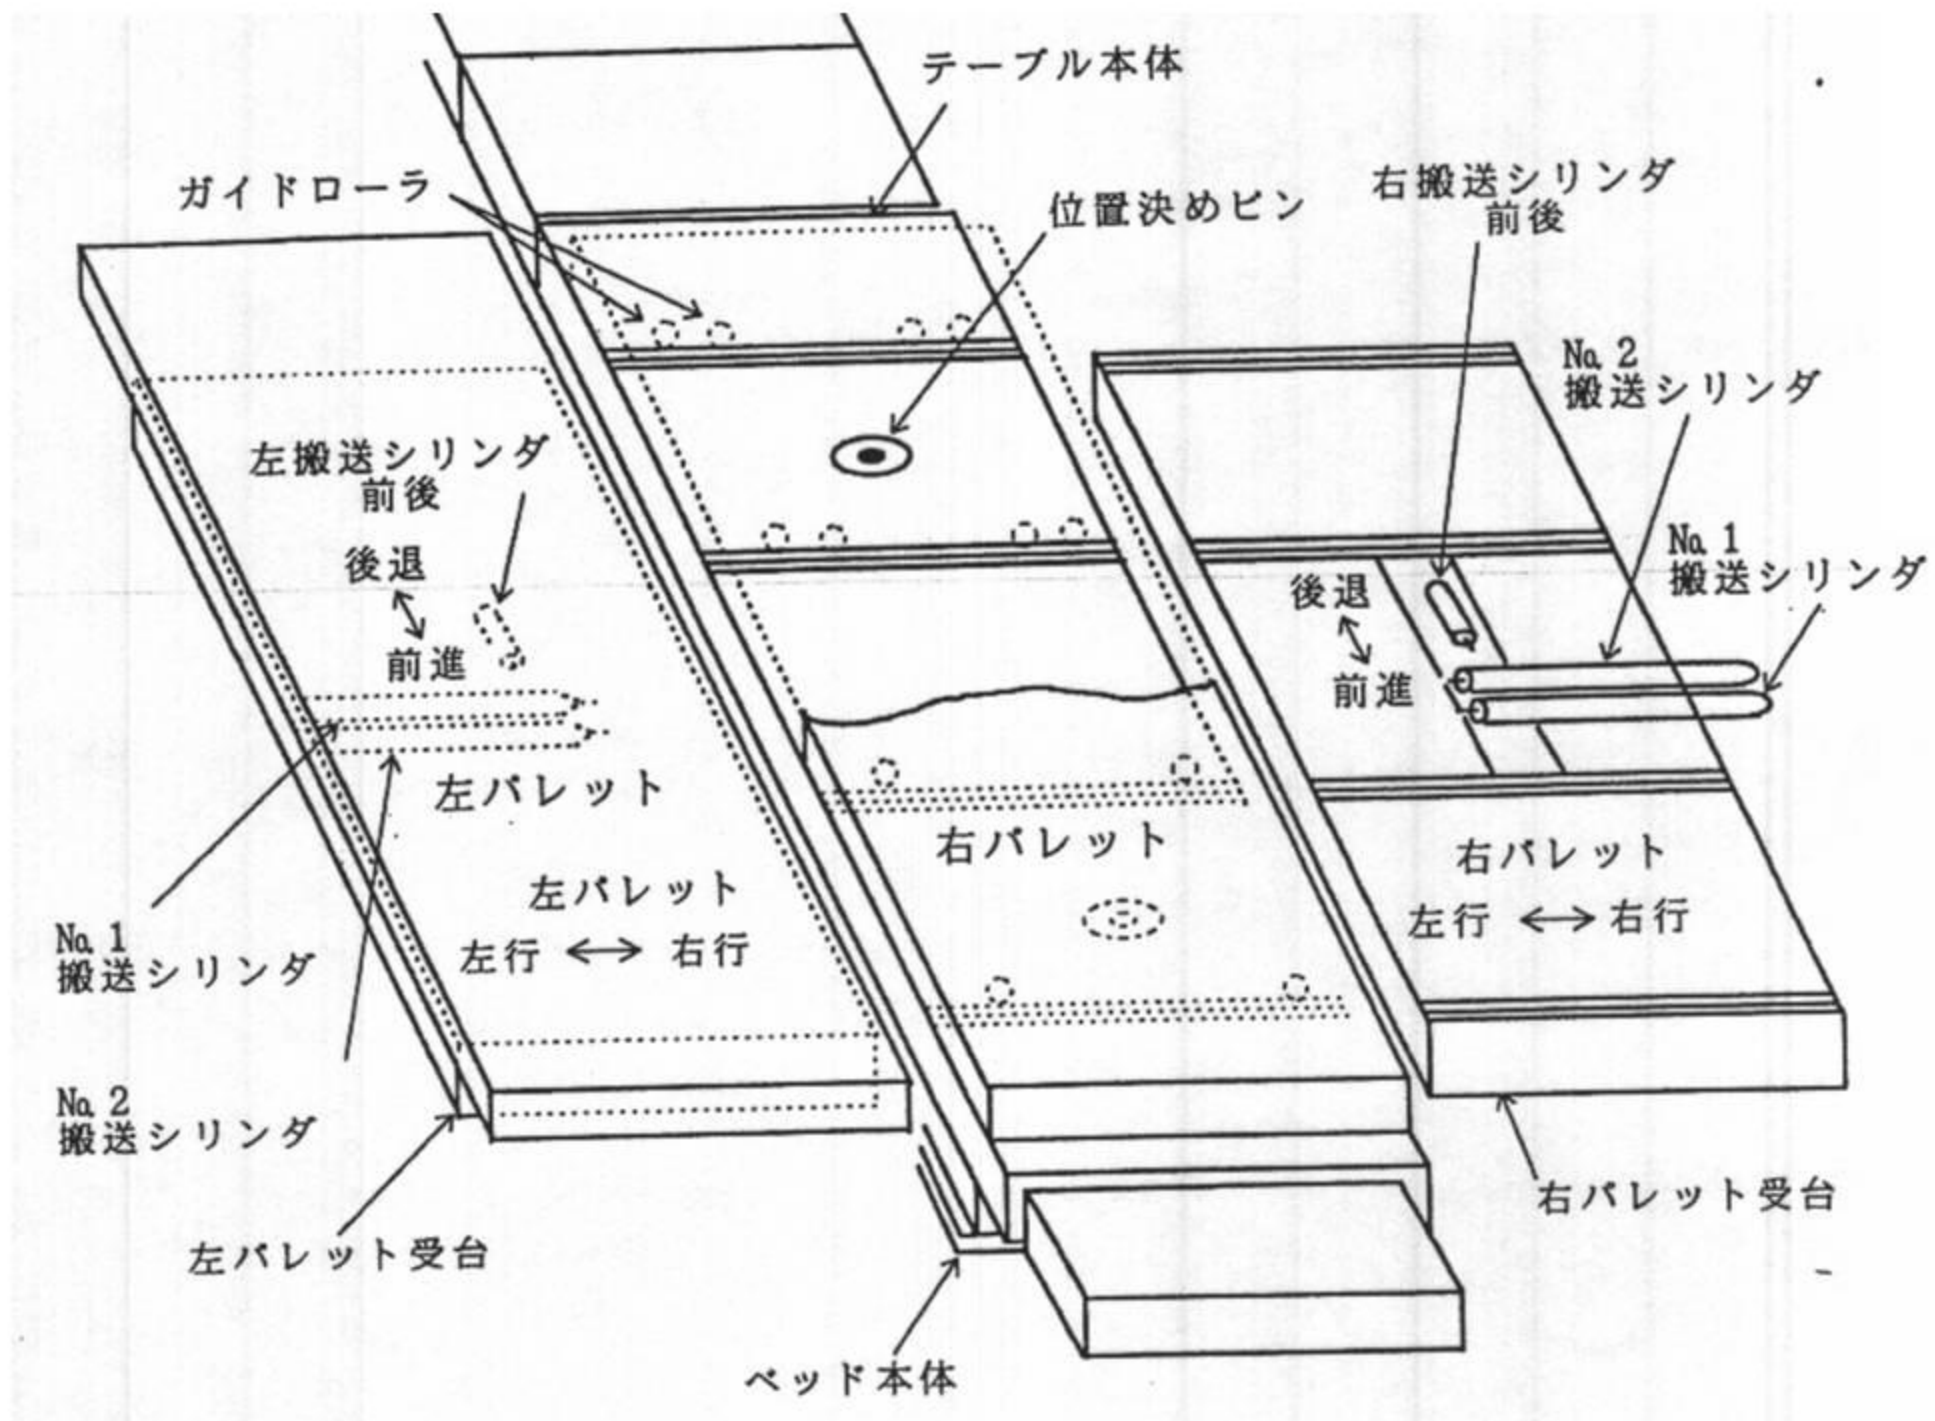 テーブル本体
ガイドローラ
位置決めピン
右搬送シリンダ
前後
No.2
搬送シリンダ
左搬送シリンダ
前後
No.1
搬送シリンダ
後退
前進
後退
前進
左パレット
右パレット
右パレット
左パレット
左行 ↔ 右行
左行 ↔ 右行
No.1
搬送シリンダ
No.2
搬送シリンダ
右パレット受台
左パレット受台
ベッド本体